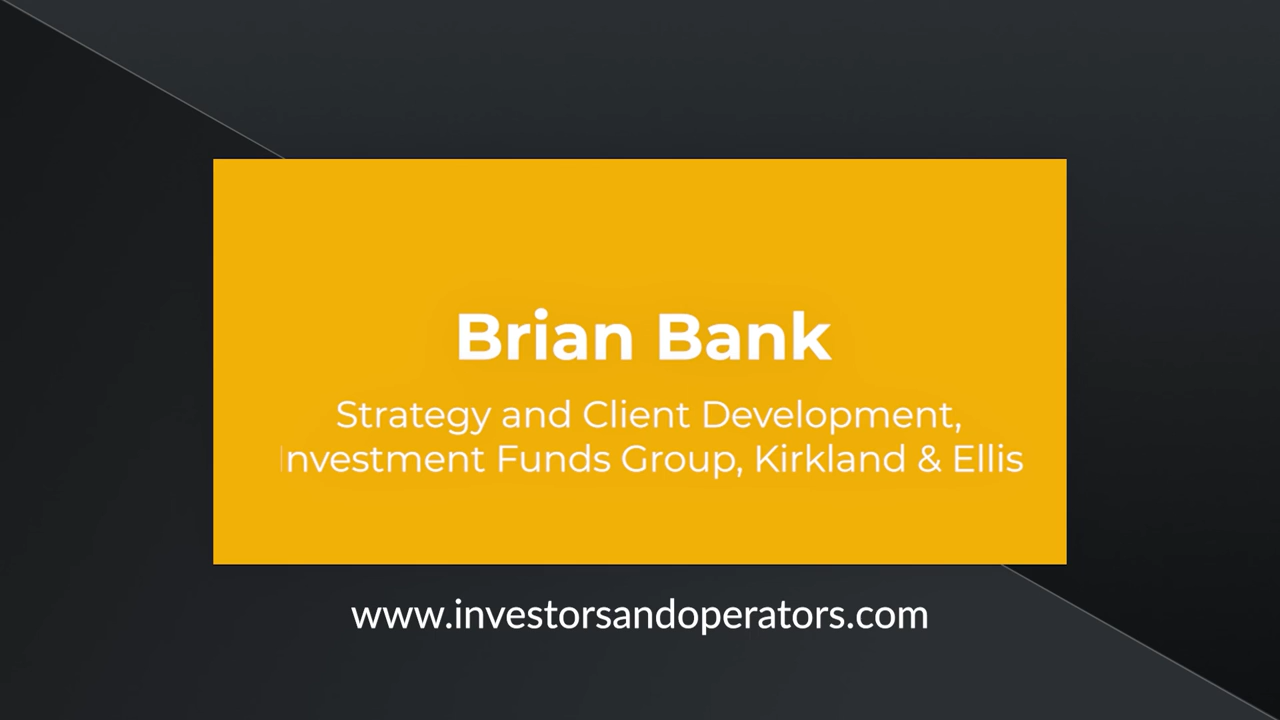 Brian Bank
Strategy and Client Development,
Investment Funds Group, Kirkland & Ellis
www.investorsandoperators.com